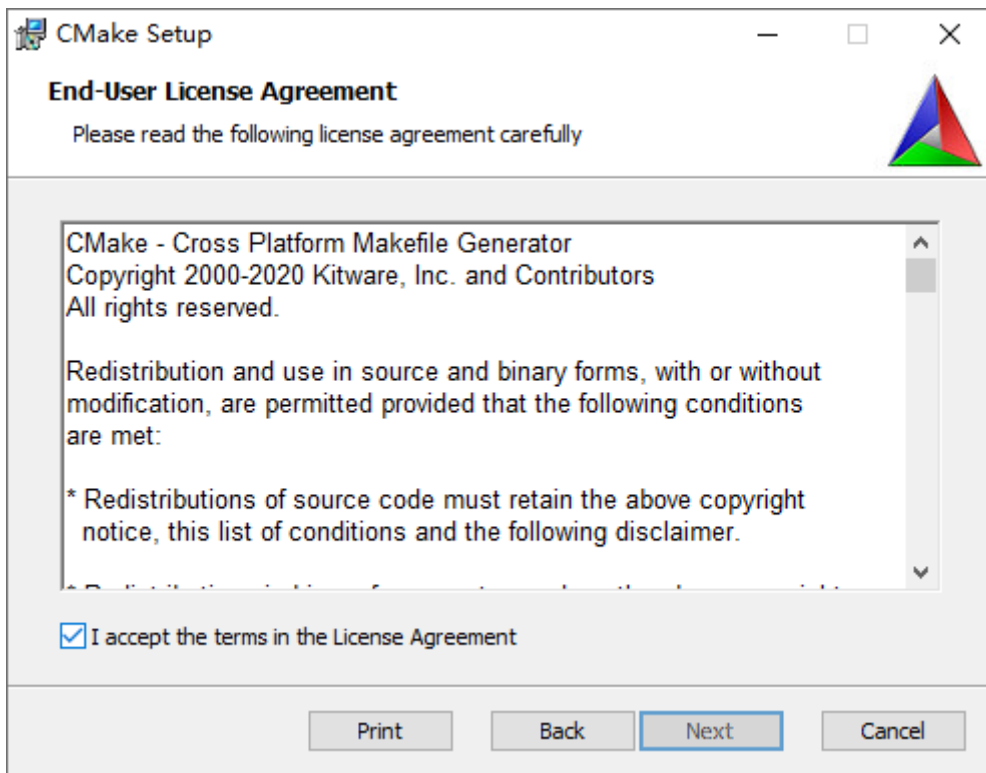 CMake Setup
End-User License Agreement
Please read the following license agreement carefully
CMake - Cross Platform Makefile Generator
Copyright 2000-2020 Kitware, Inc. and Contributors
All rights reserved.
Redistribution and use in source and binary forms, with or without
modification, are permitted provided that the following conditions
are met:
* Redistributions of source code must retain the above copyright
notice, this list of conditions and the following disclaimer.
I accept the terms in the License Agreement
Print Back Next Cancel